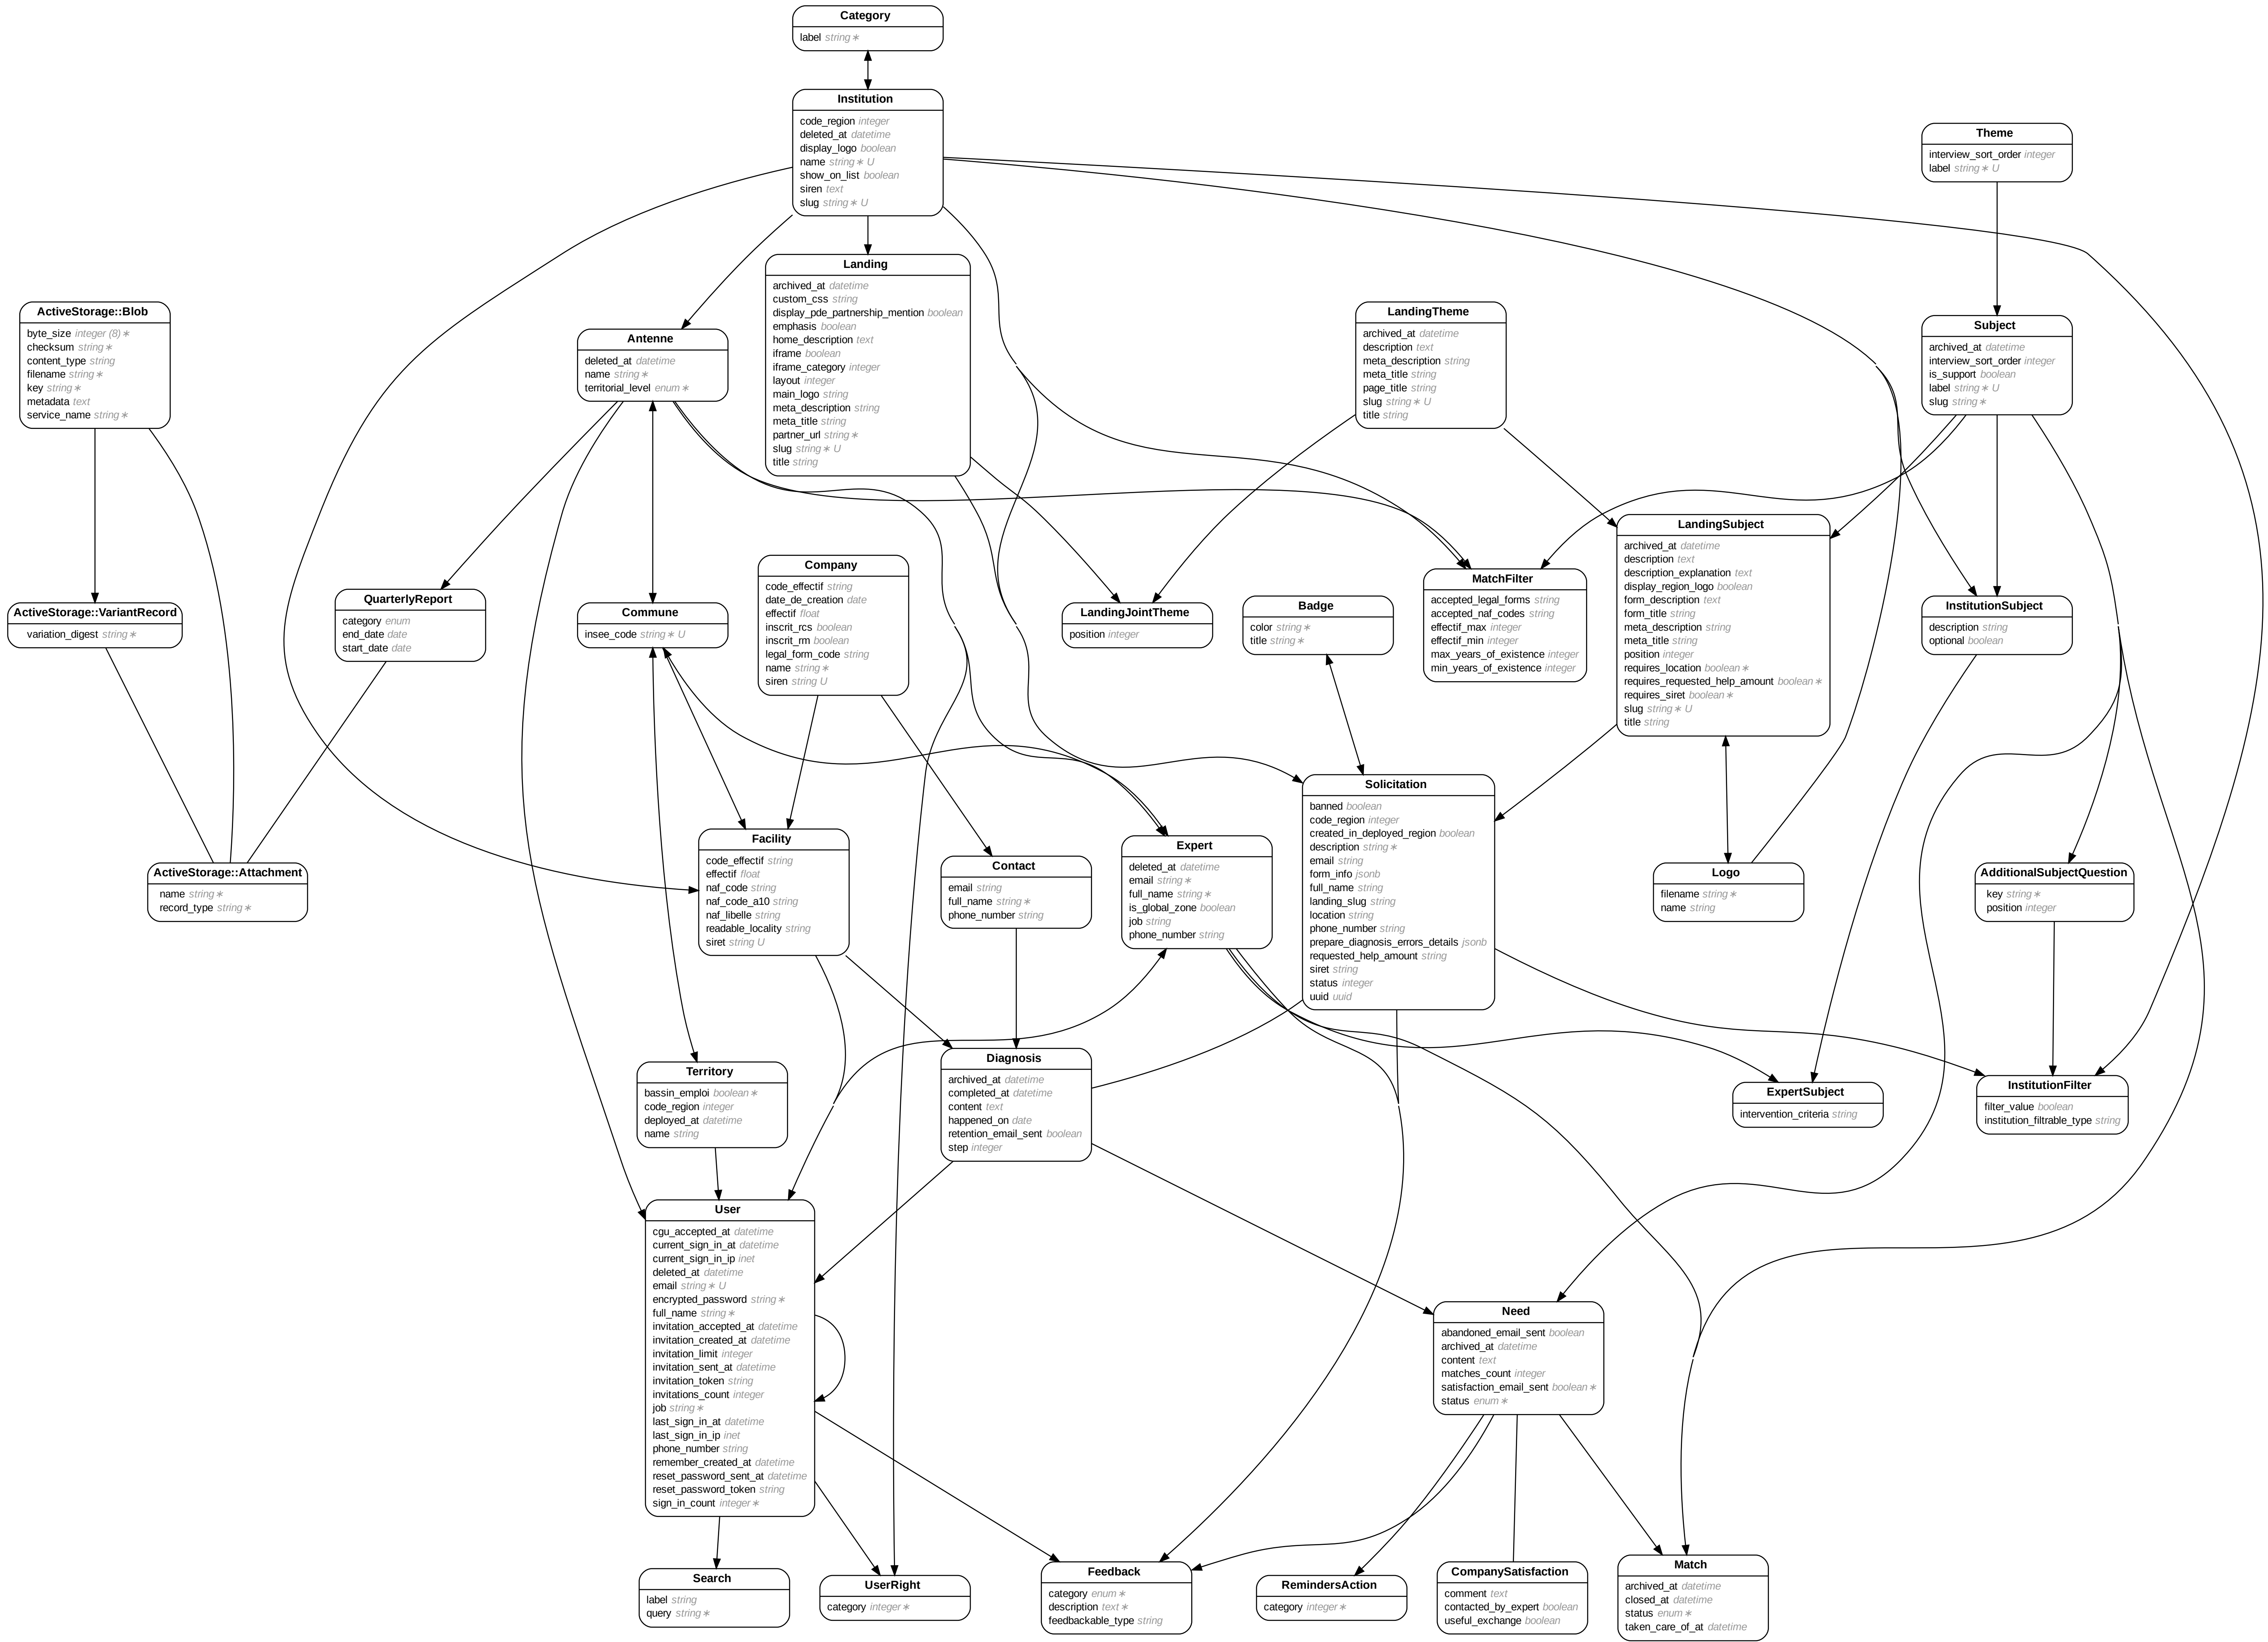 Category
label string∗
Institution
code_region integer
deleted_at datetime
display_logo boolean
name string∗ U
show_on_list boolean
siren text
slug string∗ U
Theme
interview_sort_order integer
label string∗ U
Landing
archived_at datetime
custom_css string
display_pde_partnership_mention boolean
emphasis boolean
home_description text
iframe boolean
iframe_category integer
layout integer
main_logo string
meta_description string
meta_title string
partner_url string∗
slug string∗ U
title string
ActiveStorage::Blob
byte_size integer (8)∗
checksum string∗
content_type string
filename string∗
key string∗
metadata text
service_name string∗
Antenne
deleted_at datetime
name string∗
territorial_level enum∗
LandingTheme
archived_at datetime
description text
meta_description string
meta_title string
page_title string
slug string∗ U
title string
Subject
archived_at datetime
interview_sort_order integer
is_support boolean
label string∗ U
slug string∗
LandingSubject
archived_at datetime
description text
description_explanation text
display_region_logo boolean
form_description text
form_title string
meta_description string
meta_title string
position integer
requires_location boolean∗
requires_requested_help_amount boolean∗
requires_siret boolean∗
slug string∗ U
title string
ActiveStorage::VariantRecord
variation_digest string∗
QuarterlyReport
category enum
end_date date
start_date date
Commune
insee_code string∗ U
Company
code_effectif string
date_de_creation date
effectif float
inscrit_rcs boolean
inscrit_rm boolean
legal_form_code string
name string∗
siren string U
LandingJointTheme
position integer
Badge
color string∗
title string∗
MatchFilter
accepted_legal_forms string
accepted_naf_codes string
effectif_max integer
effectif_min integer
max_years_of_existence integer
min_years_of_existence integer
InstitutionSubject
description string
optional boolean
Solicitation
banned boolean
code_region integer
created_in_deployed_region boolean
description string∗
email string
form_info jsonb
full_name string
landing_slug string
location string
phone_number string
prepare_diagnosis_errors_details jsonb
requested_help_amount string
siret string
status integer
uuid uuid
ActiveStorage::Attachment
name string∗
record_type string∗
Facility
code_effectif string
effectif float
naf_code string
naf_code_a10 string
naf_libelle string
readable_locality string
siret string U
Contact
email string
full_name string∗
phone_number string
Expert
deleted_at datetime
email string∗
full_name string∗
is_global_zone boolean
job string
phone_number string
Logo
filename string∗
name string
AdditionalSubjectQuestion
key string∗
position integer
Territory
bassin_emploi boolean∗
code_region integer
deployed_at datetime
name string
Diagnosis
archived_at datetime
completed_at datetime
content text
happened_on date
retention_email_sent boolean
step integer
ExpertSubject
intervention_criteria string
InstitutionFilter
filter_value boolean
institution_filtrable_type string
User
cgu_accepted_at datetime
current_sign_in_at datetime
current_sign_in_ip inet
deleted_at datetime
email string∗ U
encrypted_password string∗
full_name string∗
invitation_accepted_at datetime
invitation_created_at datetime
invitation_limit integer
invitation_sent_at datetime
invitation_token string
invitations_count integer
job string∗
last_sign_in_at datetime
last_sign_in_ip inet
phone_number string
remember_created_at datetime
reset_password_sent_at datetime
reset_password_token string
sign_in_count integer∗
Need
abandoned_email_sent boolean
archived_at datetime
content text
matches_count integer
satisfaction_email_sent boolean∗
status enum∗
Search
label string
query string∗
UserRight
category integer∗
Feedback
category enum∗
description text∗
feedbackable_type string
RemindersAction
category integer∗
CompanySatisfaction
comment text
contacted_by_expert boolean
useful_exchange boolean
Match
archived_at datetime
closed_at datetime
status enum∗
taken_care_of_at datetime